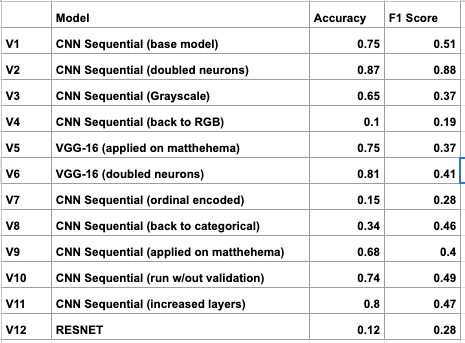 Model Accuracy F1 Score
V1 CNN Sequential (base model) 0.75 0.51
V2 CNN Sequential (doubled neurons) 0.87 0.88
V3 CNN Sequential (Grayscale) 0.65 0.37
V4 CNN Sequential (back to RGB) 0.1 0.19
V5 VGG-16 (applied on matthehema) 0.75 0.37
V6 VGG-16 (doubled neurons) 0.81 0.41
V7 CNN Sequential (ordinal encoded) 0.15 0.28
V8 CNN Sequential (back to categorical) 0.34 0.46
V9 CNN Sequential (applied on matthehema) 0.68 0.4
V10 CNN Sequential (run w/out validation) 0.74 0.49
V11 CNN Sequential (increased layers) 0.8 0.47
V12 RESNET 0.12 0.28